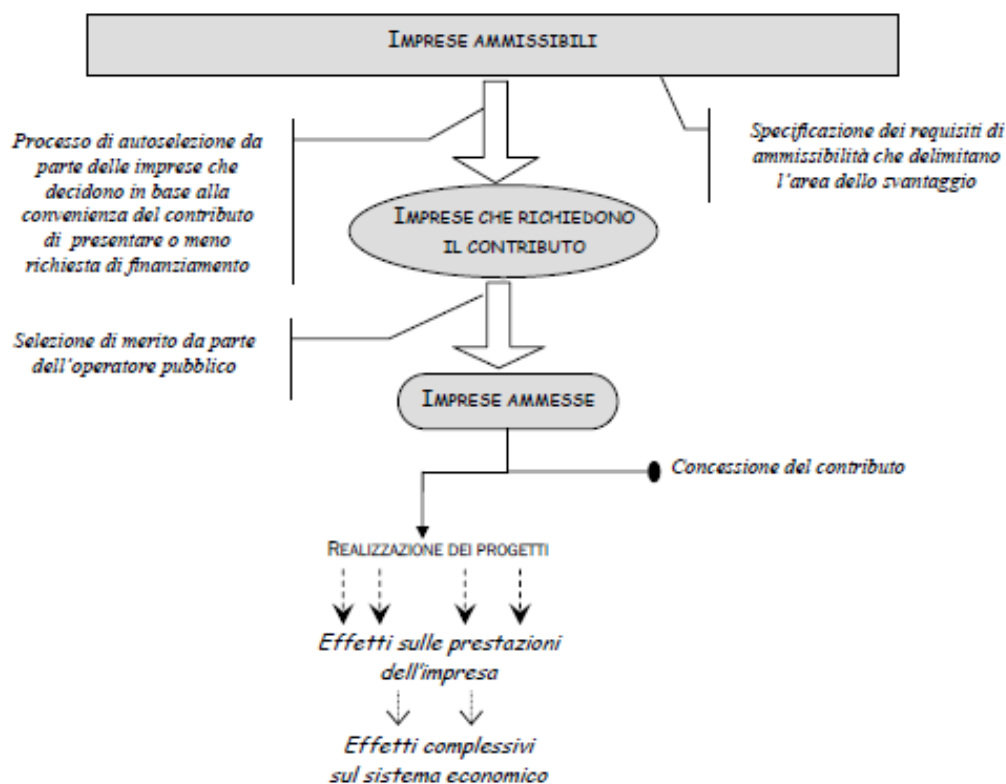 IMPRESE AMMISSIBILI
Processo di autoselezione da
parte delle imprese che
decidono in base alla
convenienza del contributo
di presentare o meno
richiesta di finanziamento
Specificazione dei requisiti di
ammissibilità che delimitano
l'area dello svantaggio
IMPRESE CHE RICHIEDONO
IL CONTRIBUTO
Selezione di merito da parte
dell'operatore pubblico
IMPRESE AMMESSE
Concessione del contributo
REALIZZAZIONE DEI PROGETTI
Effetti sulle prestazioni
dell'impresa
Effetti complessivi
sul sistema economico